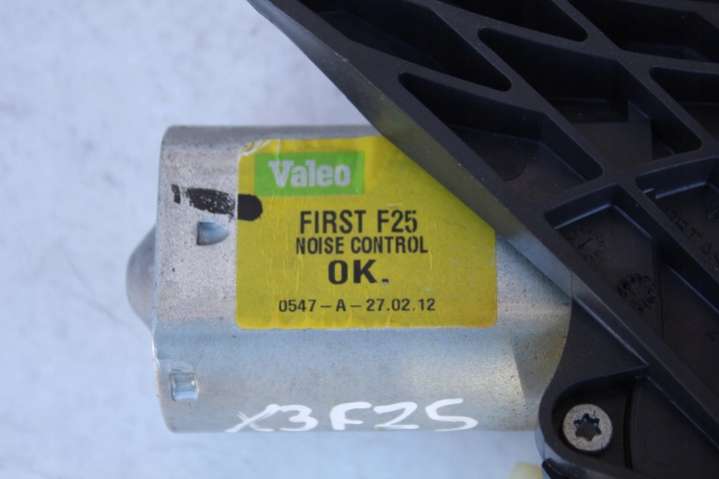 Valeo
FIRST F25
NOISE CONTROL
OK.
0547-A-27.02.12
X3F25